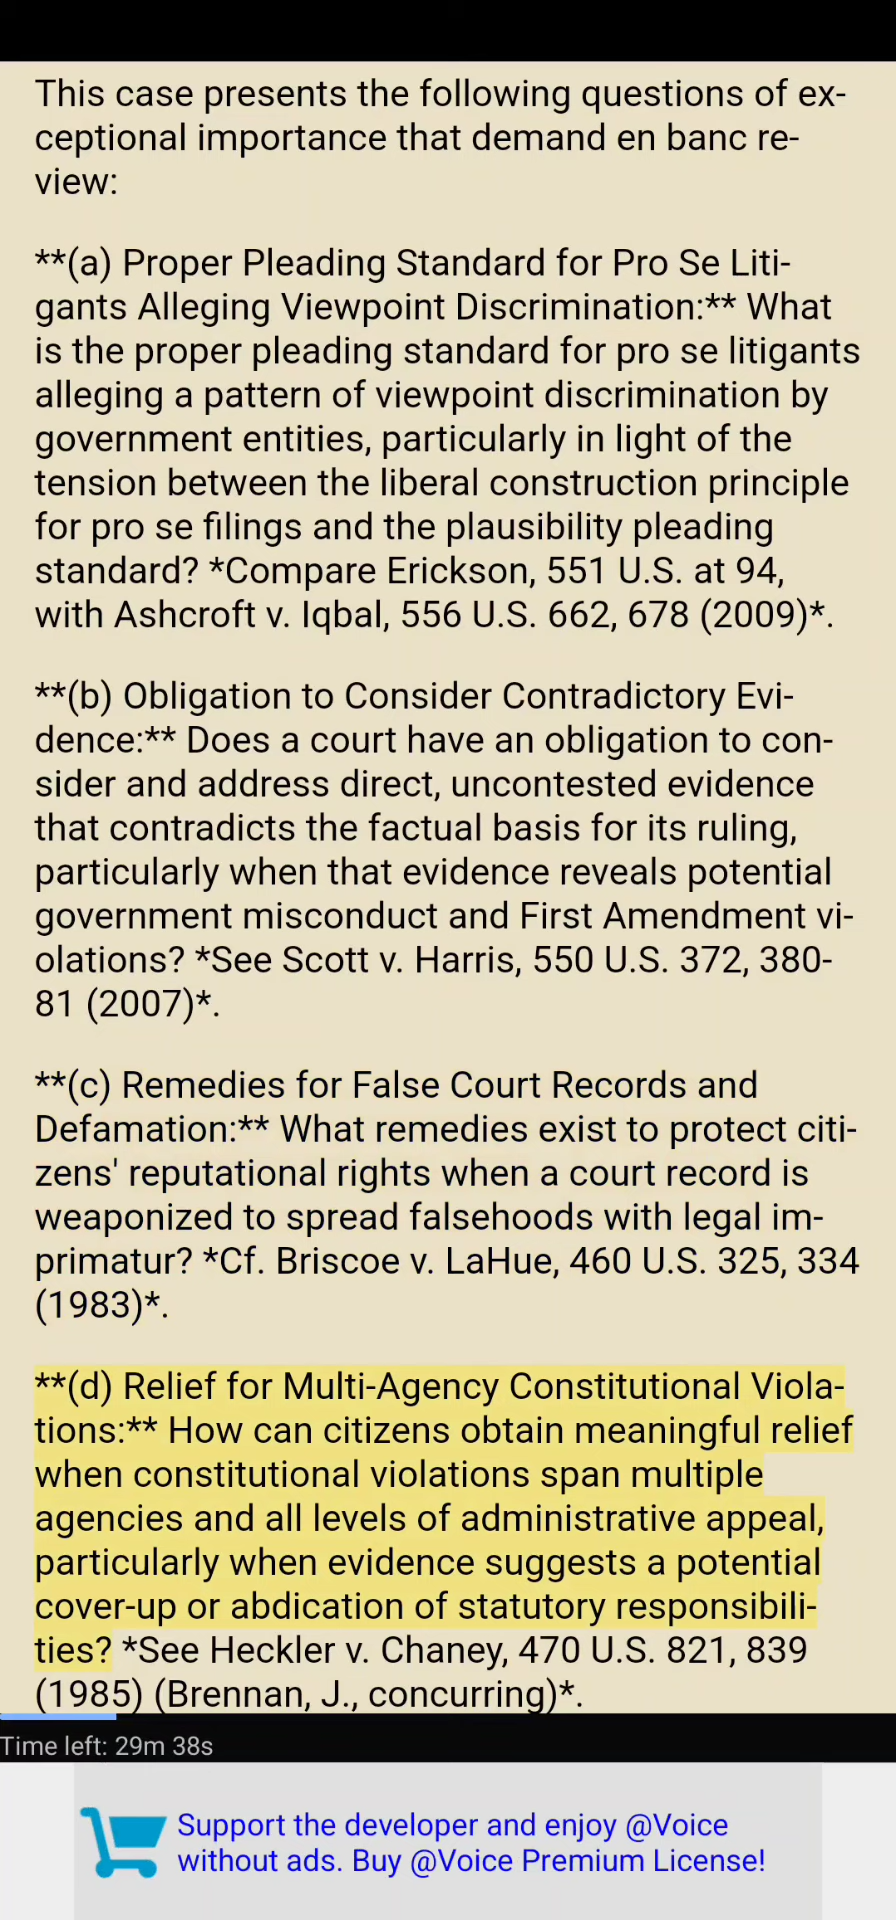 This case presents the following questions of ex-
ceptional importance that demand en banc re-
view:
**(a) Proper Pleading Standard for Pro Se Liti-
gants Alleging Viewpoint Discrimination:** What
is the proper pleading standard for pro se litigants
alleging a pattern of viewpoint discrimination by
government entities, particularly in light of the
tension between the liberal construction principle
for pro se filings and the plausibility pleading
standard? *Compare Erickson, 551 U.S. at 94,
with Ashcroft v. Iqbal, 556 U.S. 662, 678 (2009)*.
**(b) Obligation to Consider Contradictory Evi-
dence:** Does a court have an obligation to con-
sider and address direct, uncontested evidence
that contradicts the factual basis for its ruling,
particularly when that evidence reveals potential
government misconduct and First Amendment vi-
olations? *See Scott v. Harris, 550 U.S. 372, 380-
81 (2007)*.
**(c) Remedies for False Court Records and
Defamation:** What remedies exist to protect citi-
zens' reputational rights when a court record is
weaponized to spread falsehoods with legal im-
primatur? *Cf. Briscoe v. LaHue, 460 U.S. 325, 334
(1983)*.
**(d) Relief for Multi-Agency Constitutional Viola-
tions:** How can citizens obtain meaningful relief
when constitutional violations span multiple
agencies and all levels of administrative appeal,
particularly when evidence suggests a potential
cover-up or abdication of statutory responsibili-
ties? *See Heckler v. Chaney, 470 U.S. 821, 839
(1985) (Brennan, J., concurring)*.
Time left: 29m 38s
Support the developer and enjoy @Voice
without ads. Buy @Voice Premium License!